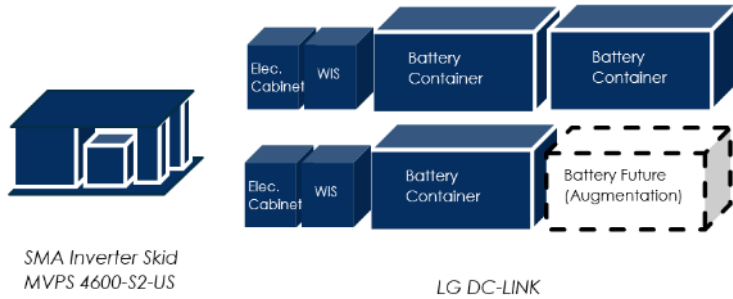 Elec.
Cabinet
WIS
Battery
Container
Battery
Container
Elec.
Cabinet
WIS
Battery
Container
Battery Future
(Augmentation)
SMA Inverter Skid
MVPS 4600-S2-US
LG DC-LINK